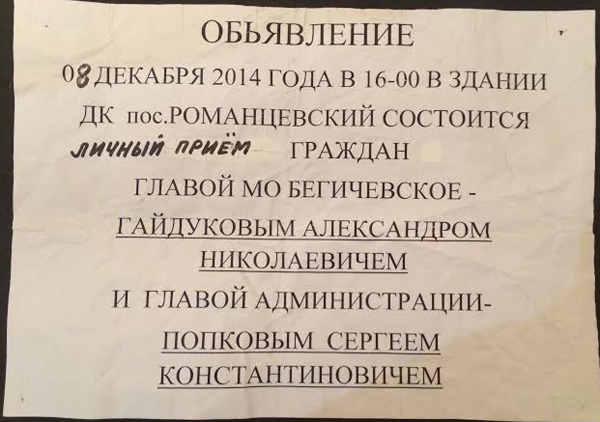 ОБЬЯВЛЕНИЕ
08 ДЕКАБРЯ 2014 ГОДА В 16-00 В ЗДАНИИ
ДК пос.РОМАНЦЕВСКИЙ СОСТОИТСЯ
ЛИЧНЫЙ ПРИЁМ ГРАЖДАН
ГЛАВОЙ МО БЕГИЧЕВСКОЕ -
ГАЙДУКОВЫМ АЛЕКСАНДРОМ
НИКОЛАЕВИЧЕМ
И ГЛАВОЙ АДМИНИСТРАЦИИ-
ПОПКОВЫМ СЕРГЕЕМ
КОНСТАНТИНОВИЧЕМ